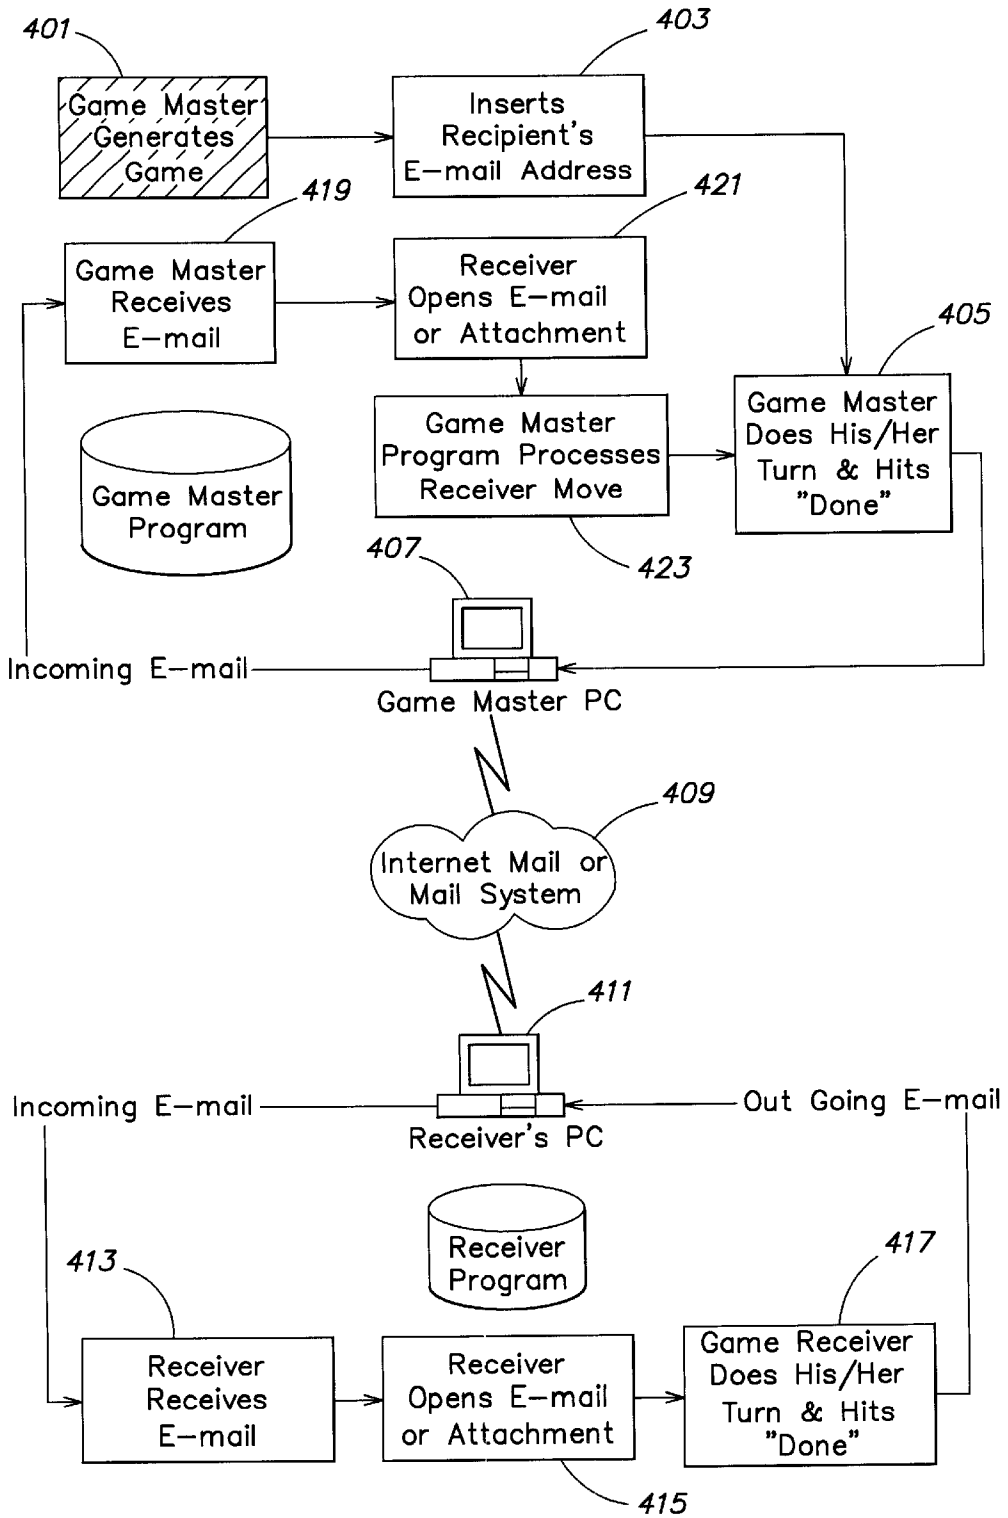 401
403
Game Master
Generates
Game
Inserts
Recipient's
E-mail Address
419
421
Game Master
Receives
E-mail
Receiver
Opens E-mail
or Attachment
405
Game Master
Does His/Her
Turn & Hits
"Done"
Game Master
Program Processes
Receiver Move
Game Master
Program
407
423
Incoming E-mail
Game Master PC
409
Internet Mail or
Mail System
411
Incoming E-mail
Out Going E-mail
Receiver's PC
Receiver
Program
413
417
Receiver
Receives
E-mail
Receiver
Opens E-mail
or Attachment
Game Receiver
Does His/Her
Turn & Hits
"Done"
415